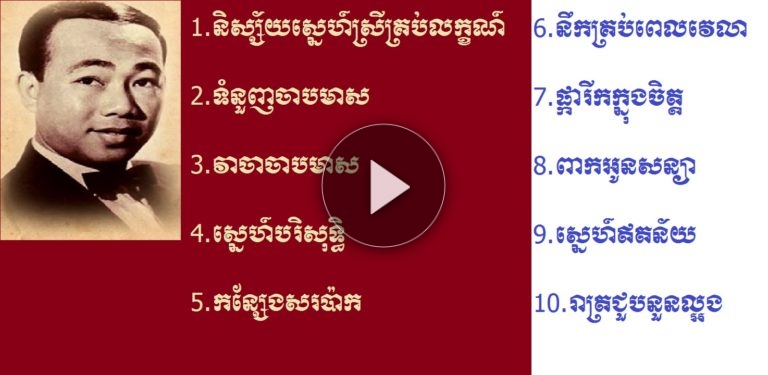 1.និស្ស័យស្នេហ៍ស្រីគ្រប់លក្ខណ៍
2.ទំនួញចាបមាស
3.វាចាចាបមាស
4.ស្នេហ៍បរិសុទ្ធិ
5.កន្សែងសរប៉ាក
6.នឹកគ្រប់ពេលវេលា
7.ផ្ការីកក្នុងចិត្ត
8.ពាកអូនសន្យា
9.ស្នេហ៍ឥតន័យ
10.រាត្រជួបនួនល្អង